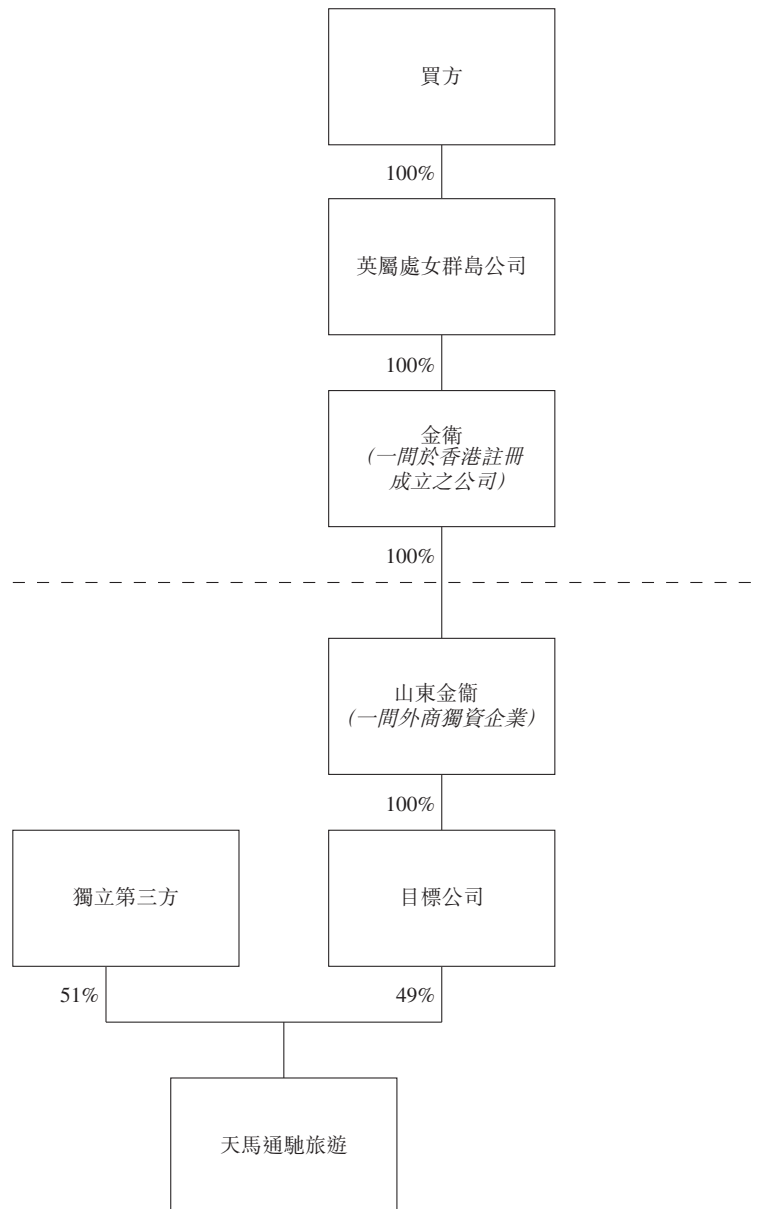 買方
100%
英屬處女群島公司
100%
金衛
(一間於香港註冊
成立之公司)
100%
山東金衞
(一間外商獨資企業)
100%
獨立第三方
目標公司
51%
49%
天馬通馳旅遊